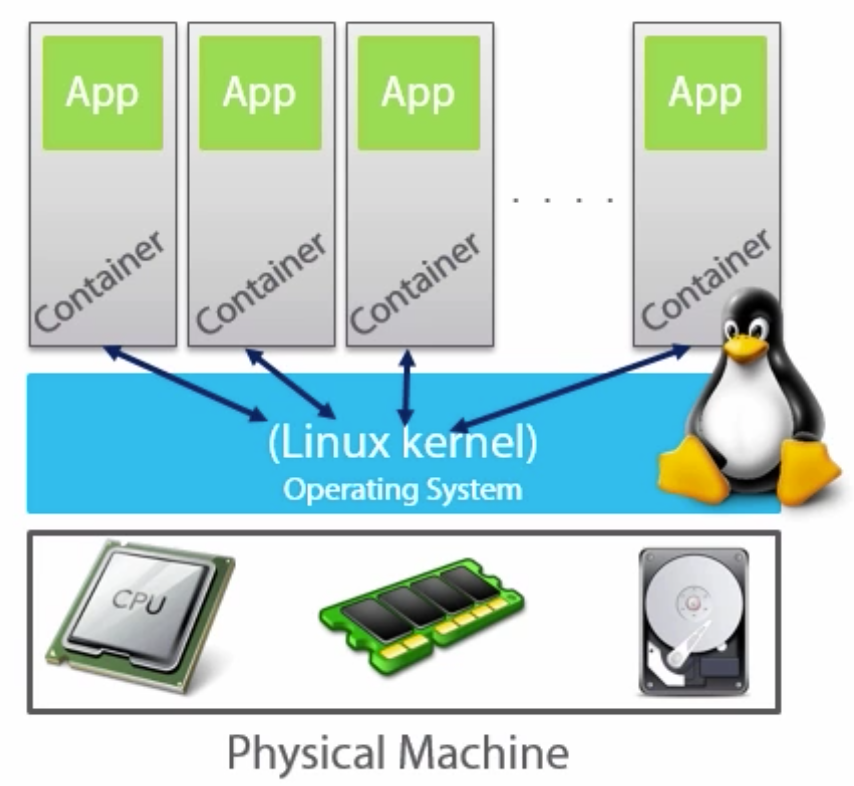 App
App
App
App
Container
Container
Container
Container
. . . .
(Linux kernel)
Operating System
CPU
Physical Machine